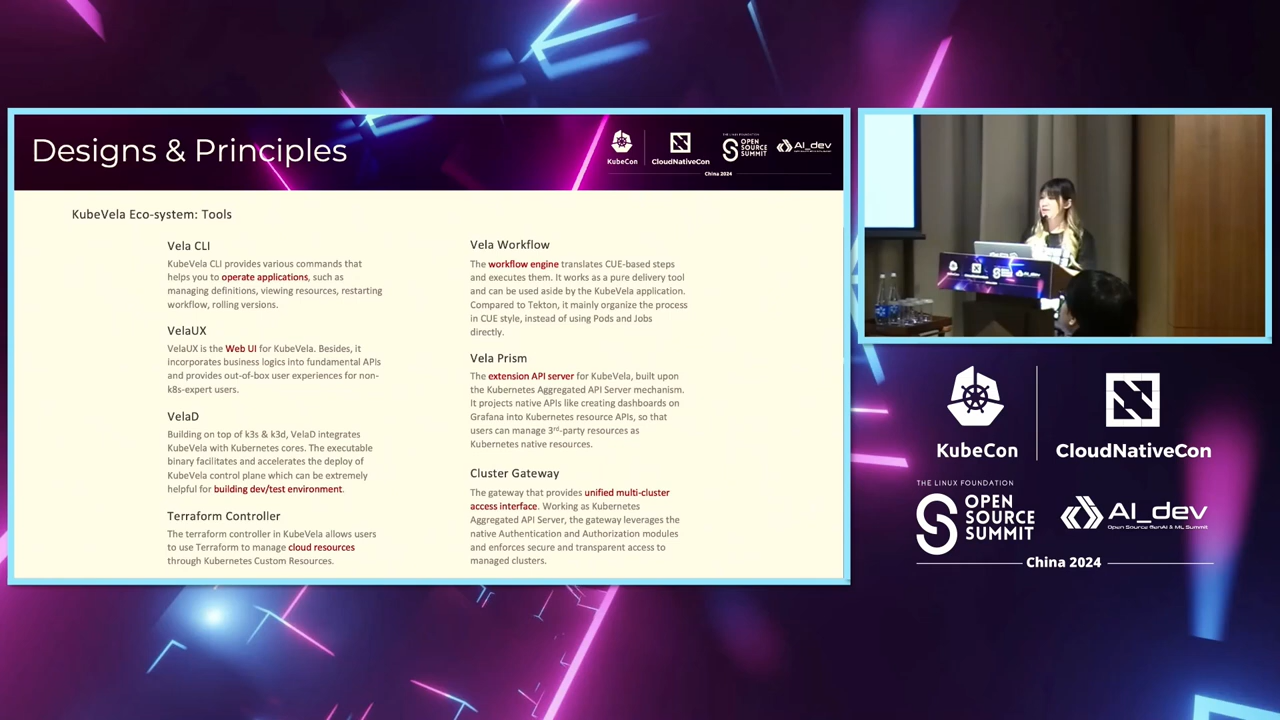 Designs & Principles
KubeCon
CloudNativeCon
THE LINUX FOUNDATION
OPEN
SOURCE
SUMMIT
AI_dev
China 2024
KubeVela Eco-system: Tools
Vela CLI
KubeVela CLI provides various commands that
helps you to operate applications, such as
managing definitions, viewing resources, restarting
workflow, rolling versions.
VelaUX
VelaUX is the Web UI for KubeVela. Besides, it
incorporates business logics into fundamental APIs
and provides out-of-box user experiences for non-
k8s-expert users.
VelaD
Building on top of k3s & k3d, VelaD integrates
KubeVela with Kubernetes cores. The executable
binary facilitates and accelerates the deploy of
KubeVela control plane which can be extremely
helpful for building dev/test environment.
Terraform Controller
The terraform controller in KubeVela allows users
to use Terraform to manage cloud resources
through Kubernetes Custom Resources.
Vela Workflow
The workflow engine translates CUE-based steps
and executes them. It works as a pure delivery tool
and can be used aside by the KubeVela application.
Compared to Tekton, it mainly organize the process
in CUE style, instead of using Pods and Jobs
directly.
Vela Prism
The extension API server for KubeVela, built upon
the Kubernetes Aggregated API Server mechanism.
It projects native APIs like creating dashboards on
Grafana into Kubernetes resource APIs, so that
users can manage 3rd-party resources as
Kubernetes native resources.
Cluster Gateway
The gateway that provides unified multi-cluster
access interface. Working as Kubernetes
Aggregated API Server, the gateway leverages the
native Authentication and Authorization modules
and enforces secure and transparent access to
managed clusters.
KubeCon
CloudNativeCon
THE LINUX FOUNDATION
OPEN
SOURCE
SUMMIT
AI_dev
Open Source GenAI & ML Summit
China 2024